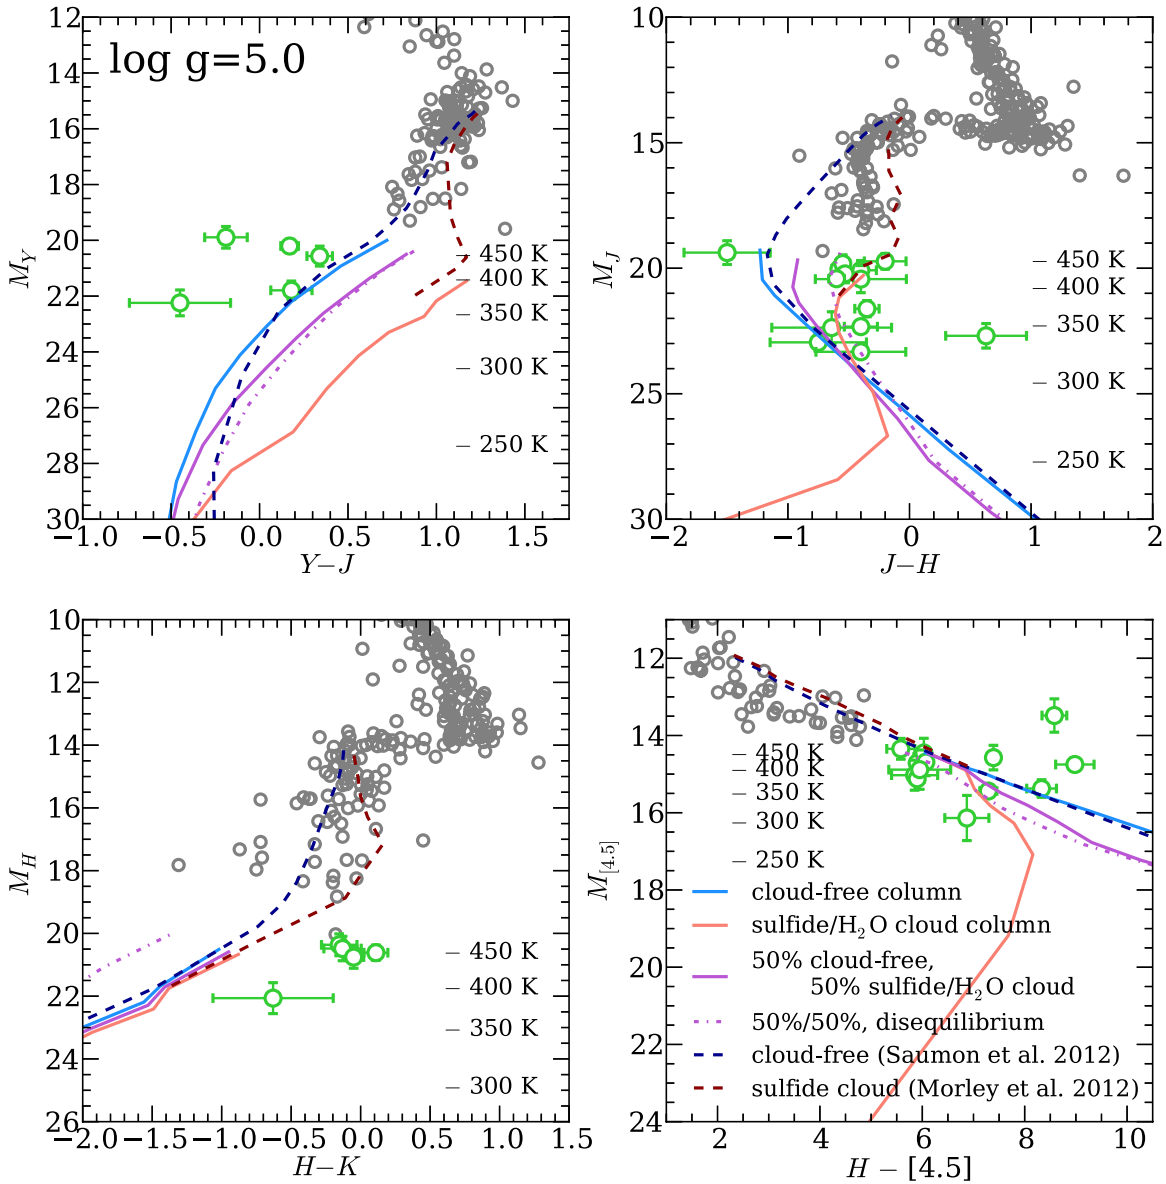 log g=5.0
12
14
16
18
20
22
24
26
28
30
M_Y
− 450 K
− 400 K
− 350 K
− 300 K
− 250 K
−1.0 −0.5 0.0 0.5 1.0 1.5
Y−J
10
15
20
25
30
M_J
− 450 K
− 400 K
− 350 K
− 300 K
− 250 K
−2 −1 0 1 2
J−H
10
12
14
16
18
20
22
24
26
M_H
− 450 K
− 400 K
− 350 K
− 300 K
−2.0 −1.5 −1.0 −0.5 0.0 0.5 1.0 1.5
H−K
12
14
16
18
20
22
24
M_[4.5]
− 450 K
− 400 K
− 350 K
− 300 K
− 250 K
cloud-free column
sulfide/H₂O cloud column
50% cloud-free,
50% sulfide/H₂O cloud
50%/50%, disequilibrium
cloud-free (Saumon et al. 2012)
sulfide cloud (Morley et al. 2012)
2 4 6 8 10
H − [4.5]